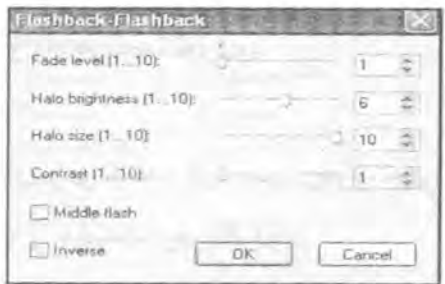 Flashback-Flashback
Fade level (1...10): 1
Halo brightness (1...10): 6
Halo size (1...10): 10
Contrast (1...10): 1
Middle flash
Inverse OK Cancel